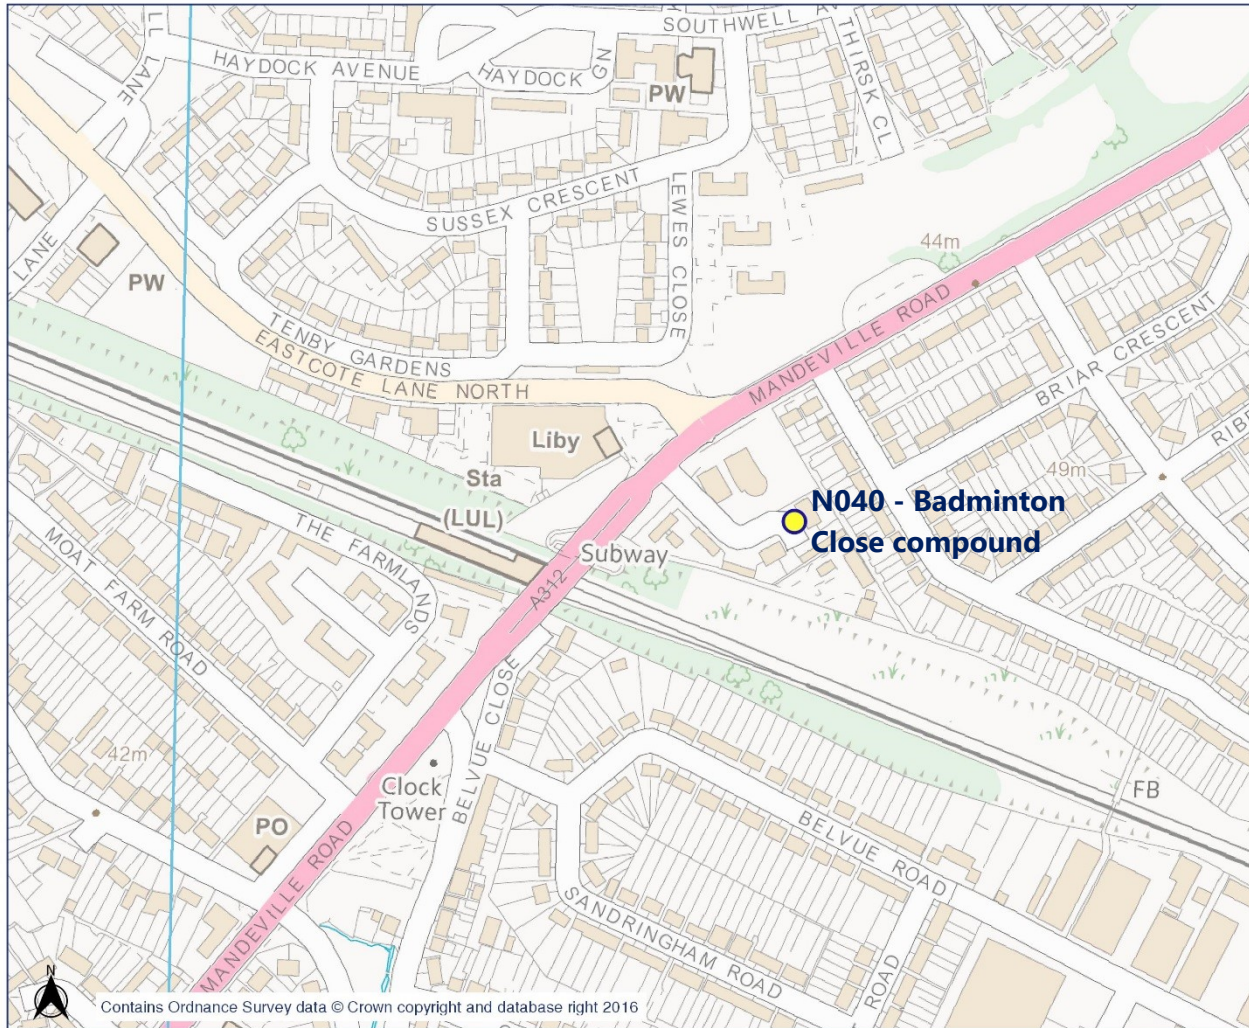 SOUTHWELL AV
LL
LANE
HAYDOCK AVENUE
HAYDOCK
GN
THIRSK CL
PW
SUSSEX CRESCENT
LEWES CLOSE
44m
LANE
PW
TENBY GARDENS
EASTCOTE LANE NORTH
MANDEVILLE ROAD
BRIAR CRESCENT
RIBE
Liby
49m
Sta
(LUL)
N040 - Badminton
Close compound
THE FARMLANDS
Subway
MOAT FARM ROAD
A312
BELVUE CLOSE
42m
Clock
Tower
FB
PO
BELVUE ROAD
MANDEVILLE ROAD
SANDRINGHAM ROAD
ROAD
N
Contains Ordnance Survey data © Crown copyright and database right 2016